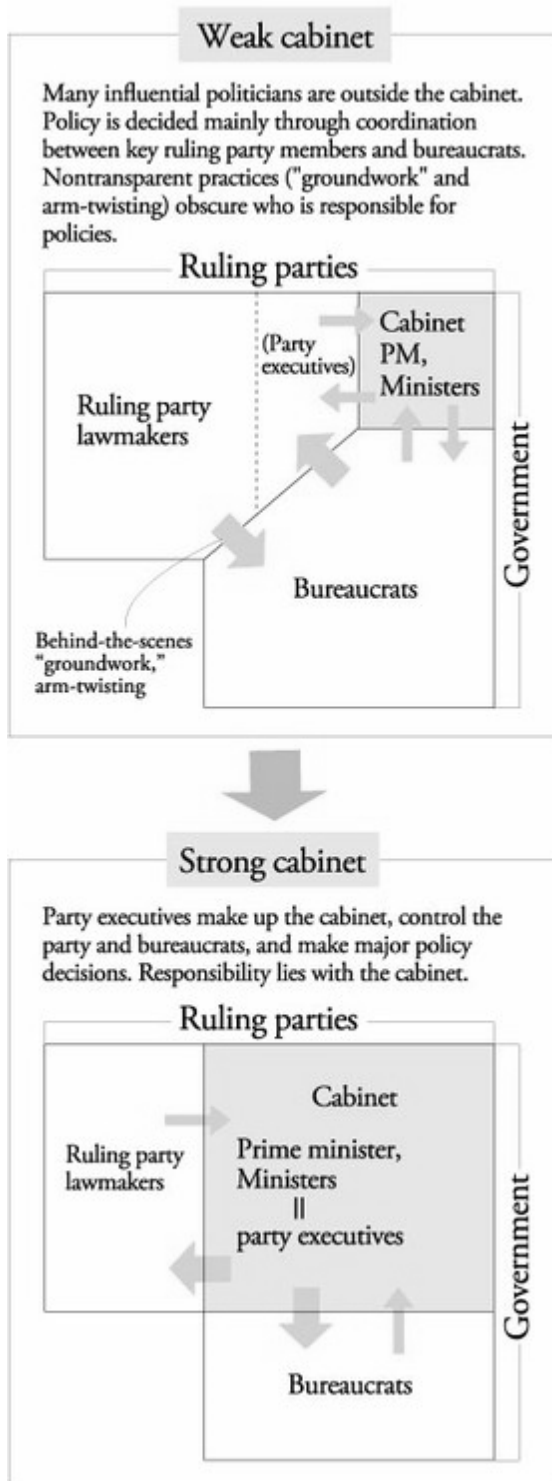 Weak cabinet
Many influential politicians are outside the cabinet.
Policy is decided mainly through coordination
between key ruling party members and bureaucrats.
Nontransparent practices ("groundwork" and
arm-twisting) obscure who is responsible for
policies.
Ruling parties
(Party
executives)
Cabinet
PM,
Ministers
Ruling party
lawmakers
Government
Bureaucrats
Behind-the-scenes
“groundwork,”
arm-twisting
Strong cabinet
Party executives make up the cabinet, control the
party and bureaucrats, and make major policy
decisions. Responsibility lies with the cabinet.
Ruling parties
Cabinet
Ruling party
lawmakers
Prime minister,
Ministers
||
party executives
Government
Bureaucrats